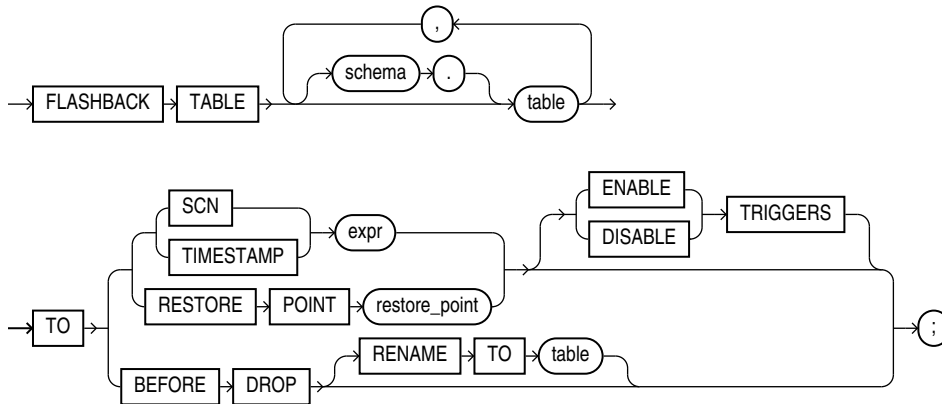 ,
schema .
FLASHBACK TABLE table
SCN ENABLE
expr TRIGGERS
TIMESTAMP DISABLE
RESTORE POINT restore_point
TO ;
RENAME TO table
BEFORE DROP